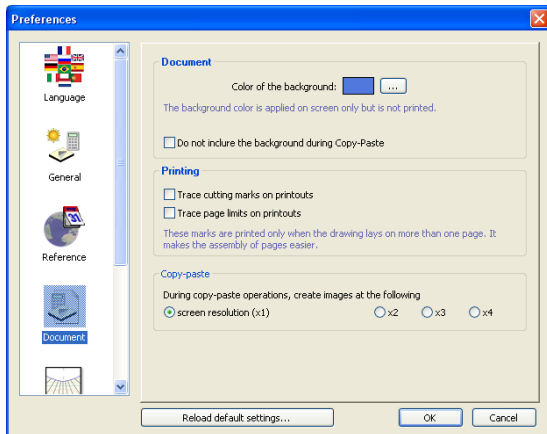 Preferences
Language
General
31
Reference
Document
Document
Color of the background:
...
The background color is applied on screen only but is not printed.
Do not inclure the background during Copy-Paste
Printing
Trace cutting marks on printouts
Trace page limits on printouts
These marks are printed only when the drawing lays on more than one page. It
makes the assembly of pages easier.
Copy-paste
During copy-paste operations, create images at the following
screen resolution (x1) x2 x3 x4
Reload default settings... OK Cancel